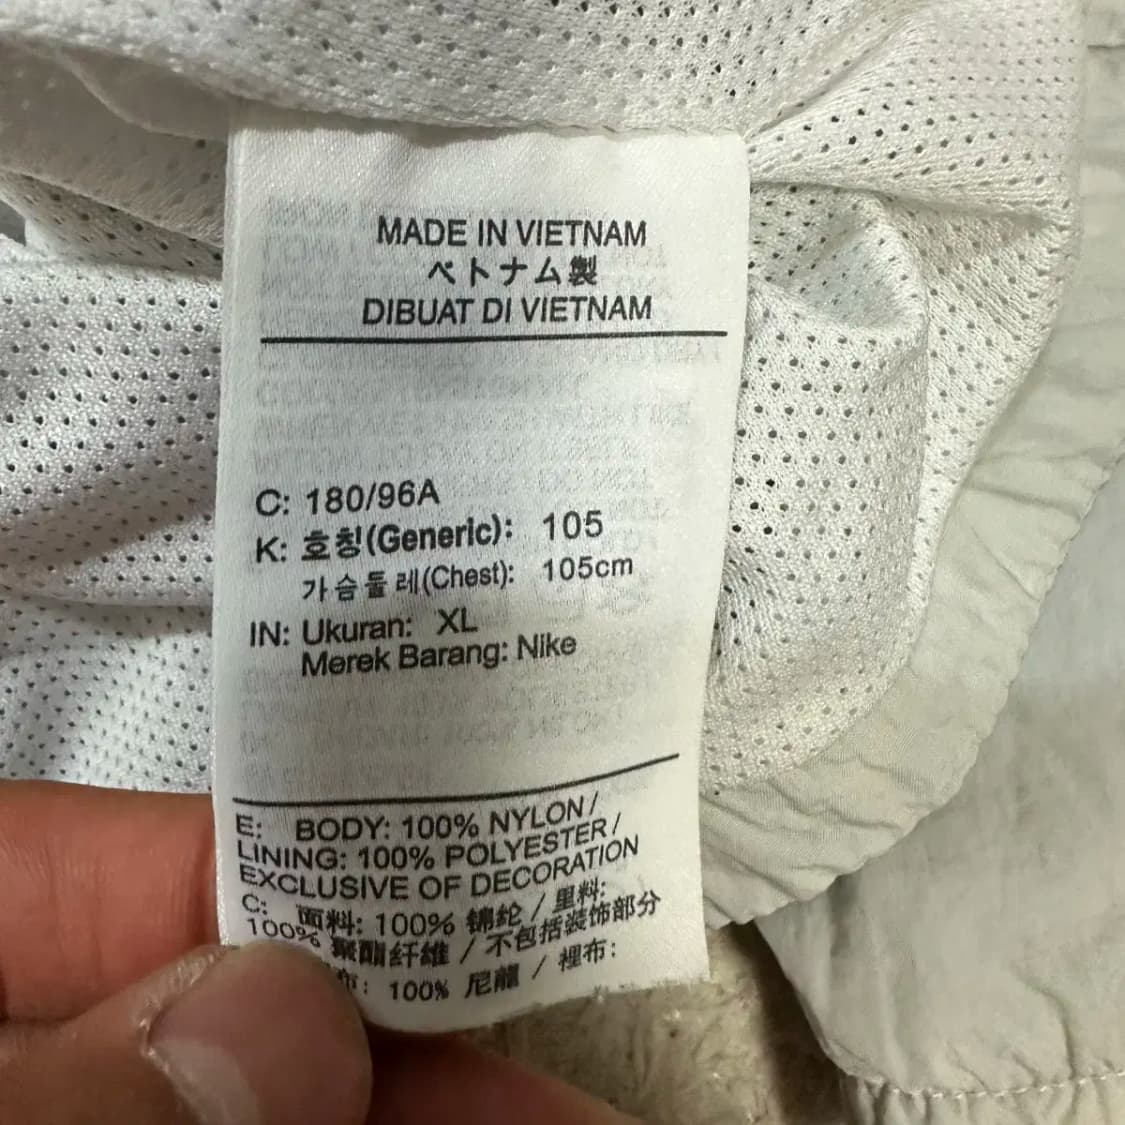 MADE IN VIETNAM
ベトナム製
DIBUAT DI VIETNAM
C: 180/96A
K: 호칭(Generic): 105
가슴둘레(Chest): 105cm
IN: Ukuran: XL
Merek Barang: Nike
E: BODY: 100% NYLON /
LINING: 100% POLYESTER /
EXCLUSIVE OF DECORATION
C: 面料: 100% 锦纶 / 里料:
100% 聚酯纤维 / 不包括装饰部分
布: 100% 尼龍 / 裡布: